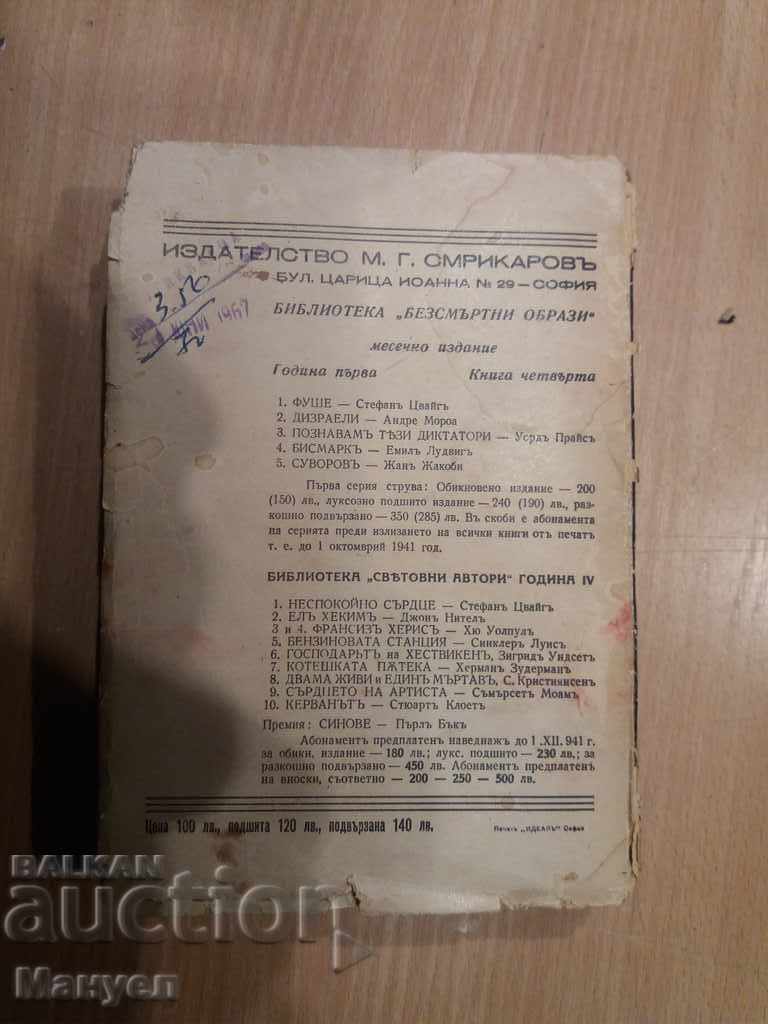 ИЗДАТЕЛСТВО М. Г. СМРИКАРОВЪ
БУЛ. ЦАРИЦА ИОАННА № 29 — СОФИЯ
3.50
ЮНИ 1967
БИБЛИОТЕКА „БЕЗСМЪРТНИ ОБРАЗИ“
месечно издание
Година първа Книга четвърта
1. ФУШЕ — Стефанъ Цвайгъ
2. ДИЗРАЕЛИ — Андре Мороа
3. ПОЗНАВАМЪ ТѢЗИ ДИКТАТОРИ — Уордъ Прайсъ
4. БИСМАРКЪ — Емилъ Лудвигъ
5. СУВОРОВЪ — Жанъ Жакоби
Първа серия струва: Обикновено издание — 200
(150) лв., луксозно подшито издание — 240 (190) лв., раз-
кошно подвързано — 350 (285) лв. Въ скоби е абонамента
на серията преди излизането на всички книги отъ печатъ
т. е. до 1 октомврий 1941 год.
БИБЛИОТЕКА „СВѢТОВНИ АВТОРИ“ ГОДИНА IV
1. НЕСПОКОЙНО СЪРДЦЕ — Стефанъ Цвайгъ
2. ЕЛЪ ХЕКИМЪ — Джонъ Нителъ
3 и 4. ФРАНСИЗЪ ХЕРИСЪ — Хю Уолпулъ
5. БЕНЗИНОВАТА СТАНЦИЯ — Синклеръ Луисъ
6. ГОСПОДАРЬТЪ на ХЕСТВИКЕНЪ, Зигридъ Ундсетъ
7. КОТЕШКАТА ПѪТЕКА — Херманъ Зудерманъ
8. ДВАМА ЖИВИ и ЕДИНЪ МЪРТАВЪ, С. Кристиянсенъ
9. СЪРДЦЕТО НА АРТИСТА — Съмърсетъ Моамъ
10. КЕРВАНЪТЪ — Стюартъ Клоетъ
Премия: СИНОВЕ — Пърлъ Бъкъ
Абонаментъ предплатенъ наведнажъ до 1 .XII. 941 г.
за обикн. издание — 180 лв.; лукс. подшито — 230 лв.; за
разкошно подвързано — 450 лв. Абонаментъ предплатенъ
на вноски, съответно — 200 — 250 — 500 лв.
Цена 100 лв., подшита 120 лв., подвързана 140 лв.
Печатъ „ИДЕАЛЪ“ София
BALKAN
auction
Мануел